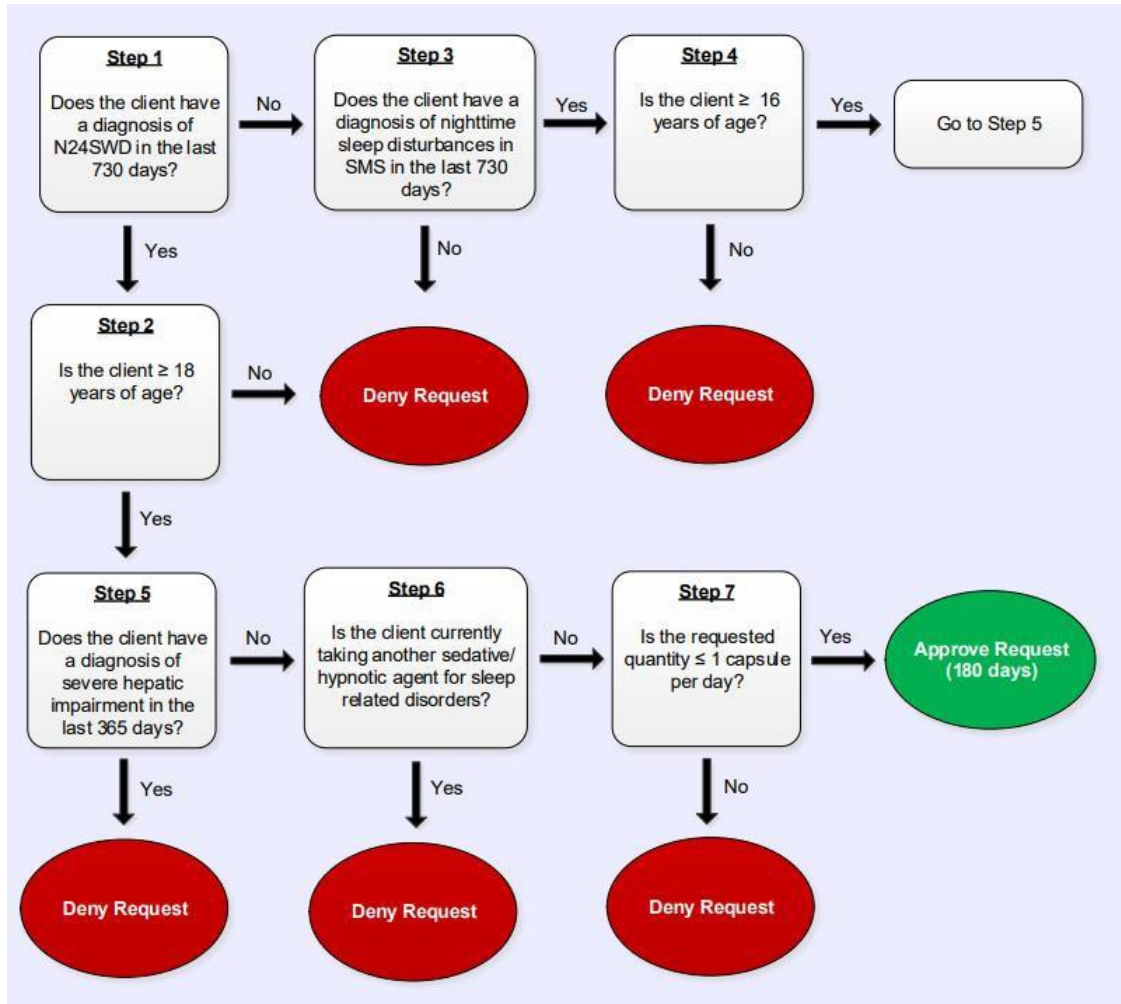 Step 1
Does the client have
a diagnosis of
N24SWD in the last
730 days?
No
Step 3
Does the client have a
diagnosis of nighttime
sleep disturbances in
SMS in the last 730
days?
Yes
Step 4
Is the client ≥ 16
years of age?
Yes
Go to Step 5
Yes
No
No
Step 2
Is the client ≥ 18
years of age?
No
Deny Request
Deny Request
Yes
Step 5
Does the client have
a diagnosis of
severe hepatic
impairment in the
last 365 days?
No
Step 6
Is the client currently
taking another sedative/
hypnotic agent for sleep
related disorders?
No
Step 7
Is the requested
quantity ≤ 1 capsule
per day?
Yes
Approve Request
(180 days)
Yes
Yes
No
Deny Request
Deny Request
Deny Request